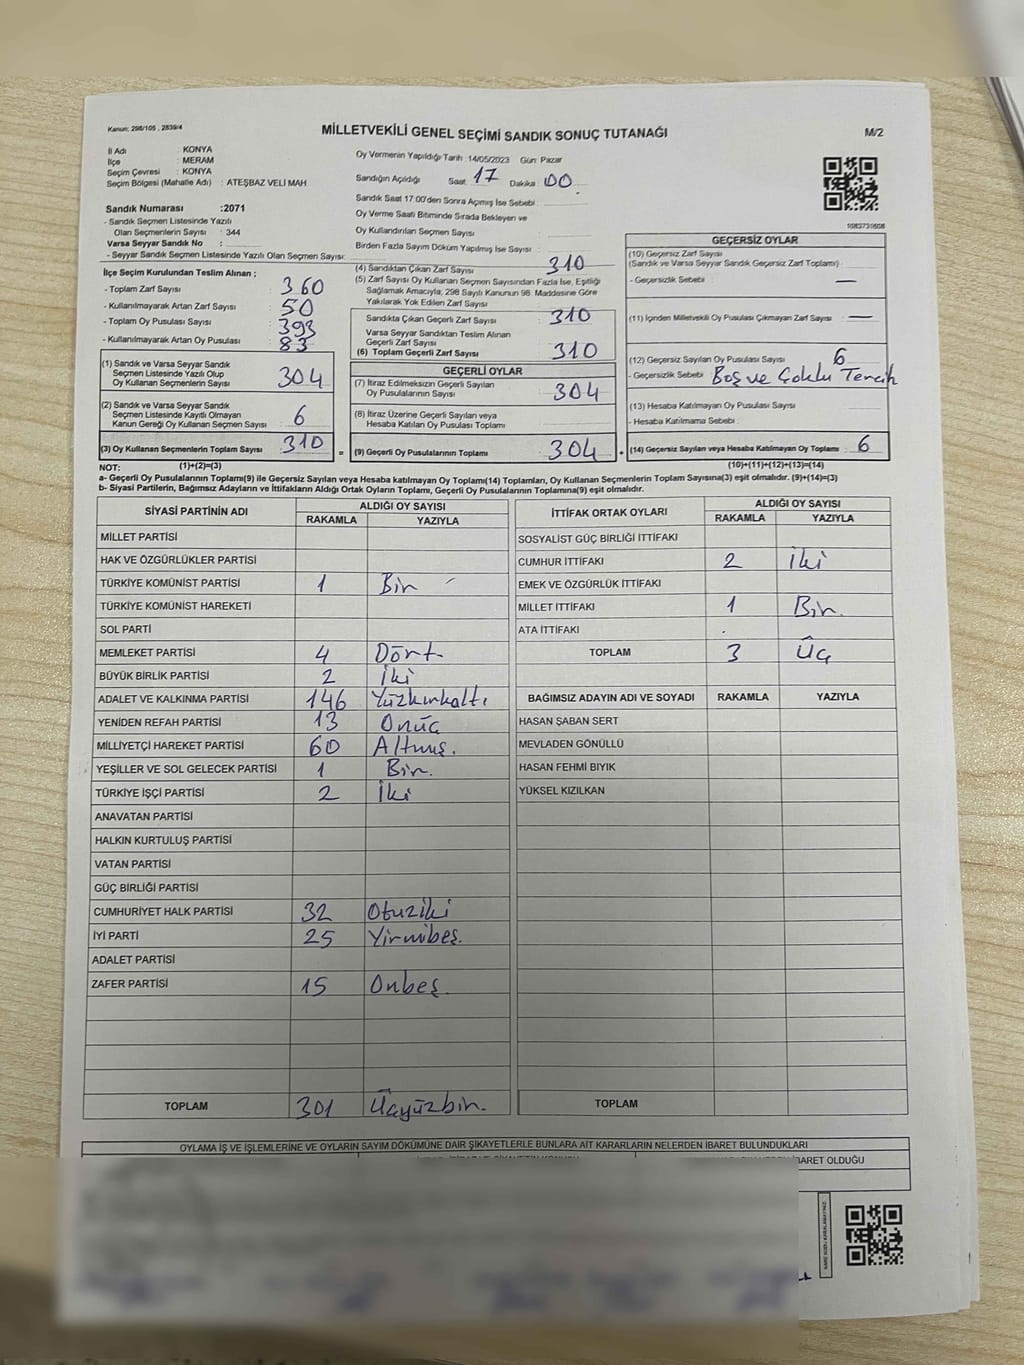 Kanun; 298/105 , 2839/4
MİLLETVEKİLİ GENEL SEÇİMİ SANDIK SONUÇ TUTANAĞI
M/2
İl Adı : KONYA
İlçe : MERAM
Seçim Çevresi : KONYA
Seçim Bölgesi (Mahalle Adı) : ATEŞBAZ VELİ MAH
Sandık Numarası :2071
- Sandık Seçmen Listesinde Yazılı
Olan Seçmenlerin Sayısı : 344
Varsa Seyyar Sandık No :
- Seyyar Sandık Seçmen Listesinde Yazılı Olan Seçmen Sayısı:
İlçe Seçim Kurulundan Teslim Alınan ;
- Toplam Zarf Sayısı : 360
- Kullanılmayarak Artan Zarf Sayısı : 50
- Toplam Oy Pusulası Sayısı : 393
- Kullanılmayarak Artan Oy Pusulası : 83
(1) Sandık ve Varsa Seyyar Sandık
Seçmen Listesinde Yazılı Olup
Oy Kullanan Seçmenlerin Sayısı : 304
(2) Sandık ve Varsa Seyyar Sandık
Seçmen Listesinde Kayıtlı Olmayan
Kanun Gereği Oy Kullanan Seçmen Sayısı : 6
(3) Oy Kullanan Seçmenlerin Toplam Sayısı : 310
Oy Vermenin Yapıldığı Tarih : 14/05/2023 Gün: Pazar
Sandığın Açıldığı Saat : 17 Dakika : 00
Sandık Saat 17:00'den Sonra Açımış İse Sebebi :
Oy Verme Saati Bitiminde Sırada Bekleyen ve
Oy Kullandırılan Seçmen Sayısı :
Birden Fazla Sayım Döküm Yapılmış İse Sayısı :
(4) Sandıktan Çıkan Zarf Sayısı : 310
(5) Zarf Sayısı Oy Kullanan Seçmen Sayısından Fazla İse, Eşitliği
Sağlamak Amacıyla, 298 Sayılı Kanunun 98. Maddesine Göre
Yakılarak Yok Edilen Zarf Sayısı :
Sandıkta Çıkan Geçerli Zarf Sayısı : 310
Varsa Seyyar Sandıktan Teslim Alınan
Geçerli Zarf Sayısı :
(6) Toplam Geçerli Zarf Sayısı : 310
GEÇERLİ OYLAR
(7) İtiraz Edilmeksizin Geçerli Sayılan
Oy Pusulalarının Sayısı : 304
(8) İtiraz Üzerine Geçerli Sayılan veya
Hesaba Katılan Oy Pusulası Toplamı :
= (9) Geçerli Oy Pusulalarının Toplamı : 304 +
1083731808
GEÇERSİZ OYLAR
(10) Geçersiz Zarf Sayısı
(Sandık ve Varsa Seyyar Sandık Geçersiz Zarf Toplamı) :
- Geçersizlik Sebebi : —
(11) İçinden Milletvekili Oy Pusulası Çıkmayan Zarf Sayısı : —
(12) Geçersiz Sayılan Oy Pusulası Sayısı : 6
- Geçersizlik Sebebi : Boş ve Çoklu Tercih
(13) Hesaba Katılmayan Oy Pusulası Sayısı :
- Hesaba Katılmama Sebebi :
(14) Geçersiz Sayılan veya Hesaba Katılmayan Oy Toplamı : 6
NOT: (1)+(2)=(3) (10)+(11)+(12)+(13)=(14)
a- Geçerli Oy Pusulalarının Toplamı(9) ile Geçersiz Sayılan veya Hesaba katılmayan Oy Toplamı(14) Toplamları, Oy Kullanan Seçmenlerin Toplam Sayısına(3) eşit olmalıdır. (9)+(14)=(3)
b- Siyasi Partilerin, Bağımsız Adayların ve İttifakların Aldığı Ortak Oyların Toplamı, Geçerli Oy Pusulalarının Toplamına(9) eşit olmalıdır.
SİYASİ PARTİNİN ADI ALDIĞI OY SAYISI
RAKAMLA YAZIYLA
MİLLET PARTİSİ
HAK VE ÖZGÜRLÜKLER PARTİSİ
TÜRKİYE KOMÜNİST PARTİSİ 1 Bir
TÜRKİYE KOMÜNİST HAREKETİ
SOL PARTİ
MEMLEKET PARTİSİ 4 Dört
BÜYÜK BİRLİK PARTİSİ 2 İki
ADALET VE KALKINMA PARTİSİ 146 Yüzkırkaltı
YENİDEN REFAH PARTİSİ 13 Onüç
MİLLİYETÇİ HAREKET PARTİSİ 60 Altmış.
YEŞİLLER VE SOL GELECEK PARTİSİ 1 Bir.
TÜRKİYE İŞÇİ PARTİSİ 2 İki
ANAVATAN PARTİSİ
HALKIN KURTULUŞ PARTİSİ
VATAN PARTİSİ
GÜÇ BİRLİĞİ PARTİSİ
CUMHURİYET HALK PARTİSİ 32 Otuziki
İYİ PARTİ 25 Yirmibeş.
ADALET PARTİSİ
ZAFER PARTİSİ 15 Onbeş.
TOPLAM 301 Üçyüzbir.
İTTİFAK ORTAK OYLARI ALDIĞI OY SAYISI
RAKAMLA YAZIYLA
SOSYALİST GÜÇ BİRLİĞİ İTTİFAKI
CUMHUR İTTİFAKI 2 İki
EMEK VE ÖZGÜRLÜK İTTİFAKI
MİLLET İTTİFAKI 1 Bir.
ATA İTTİFAKI
TOPLAM 3 Üç
BAĞIMSIZ ADAYIN ADI VE SOYADI RAKAMLA YAZIYLA
HASAN ŞABAN SERT
MEVLADEN GÖNÜLLÜ
HASAN FEHMİ BIYIK
YÜKSEL KIZILKAN
TOPLAM
OYLAMA İŞ VE İŞLEMLERİNE VE OYLARIN SAYIM DÖKÜMÜNE DAİR ŞİKAYETLERLE BUNLARA AİT KARARLARIN NELERDEN İBARET BULUNDUKLARI
İBARET OLDUĞU